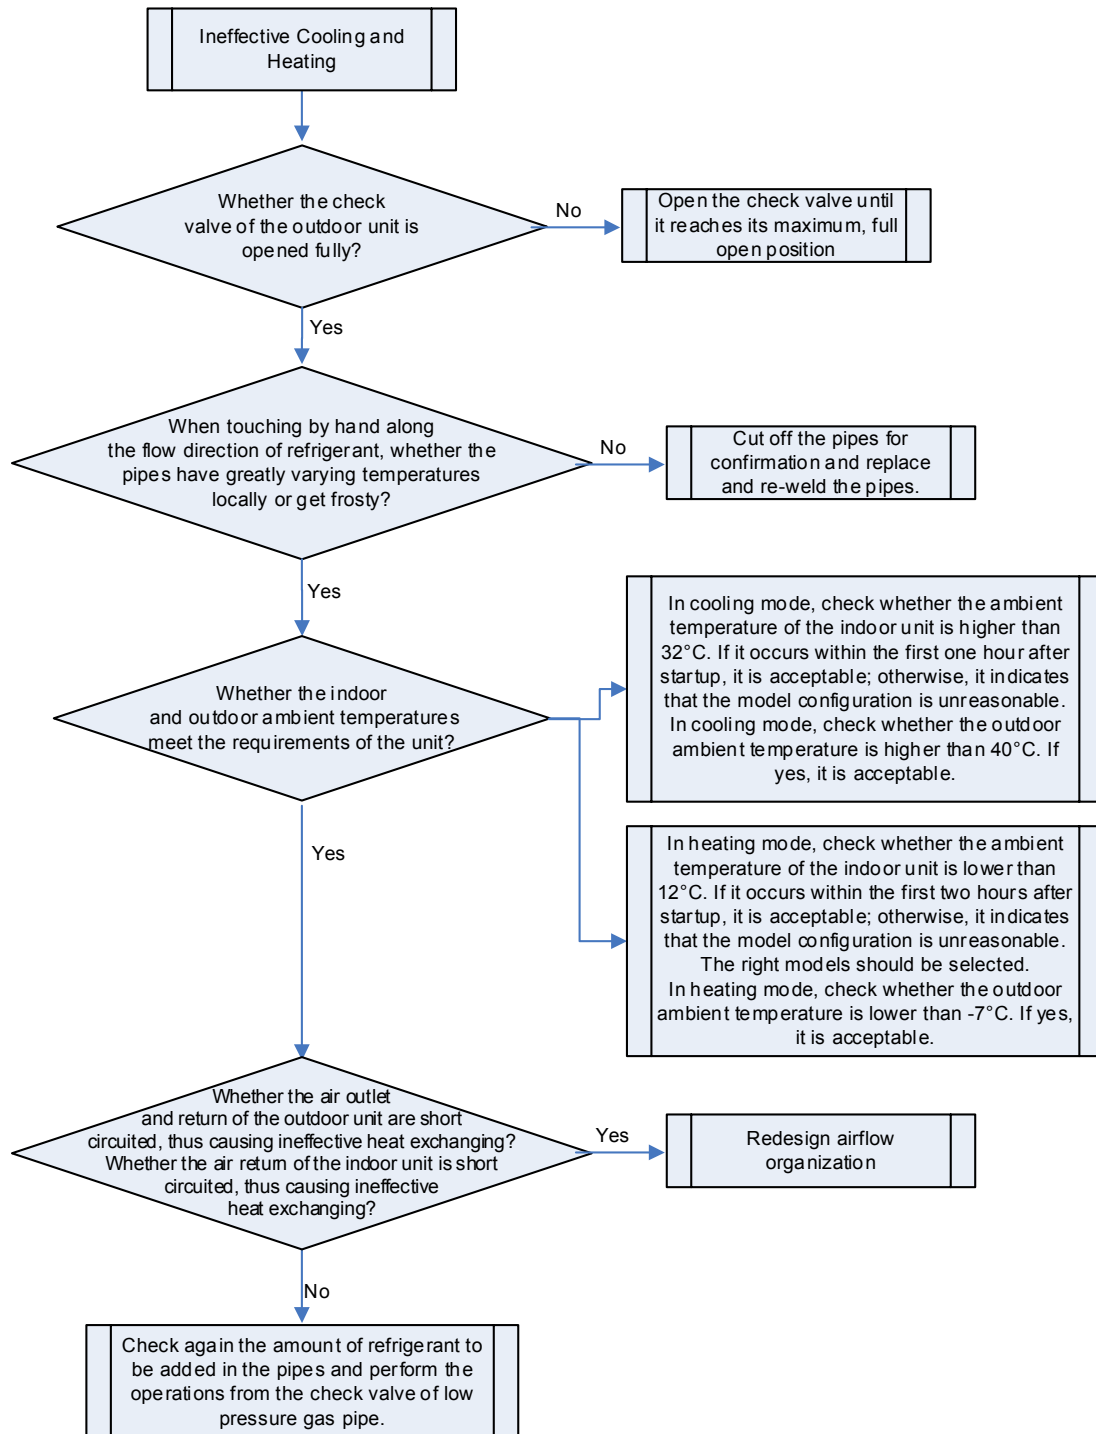 Ineffective Cooling and
Heating
Whether the check
valve of the outdoor unit is
opened fully?
No
Open the check valve until
it reaches its maximum, full
open position
Yes
When touching by hand along
the flow direction of refrigerant, whether the
pipes have greatly varying temperatures
locally or get frosty?
No
Cut off the pipes for
confirmation and replace
and re-weld the pipes.
Yes
Whether the indoor
and outdoor ambient temperatures
meet the requirements of the unit?
In cooling mode, check whether the ambient
temperature of the indoor unit is higher than
32°C. If it occurs within the first one hour after
startup, it is acceptable; otherwise, it indicates
that the model configuration is unreasonable.
In cooling mode, check whether the outdoor
ambient temperature is higher than 40°C. If
yes, it is acceptable.
In heating mode, check whether the ambient
temperature of the indoor unit is lower than
12°C. If it occurs within the first two hours after
startup, it is acceptable; otherwise, it indicates
that the model configuration is unreasonable.
The right models should be selected.
In heating mode, check whether the outdoor
ambient temperature is lower than -7°C. If yes,
it is acceptable.
Yes
Whether the air outlet
and return of the outdoor unit are short
circuited, thus causing ineffective heat exchanging?
Whether the air return of the indoor unit is short
circuited, thus causing ineffective
heat exchanging?
Yes
Redesign airflow
organization
No
Check again the amount of refrigerant to
be added in the pipes and perform the
operations from the check valve of low
pressure gas pipe.